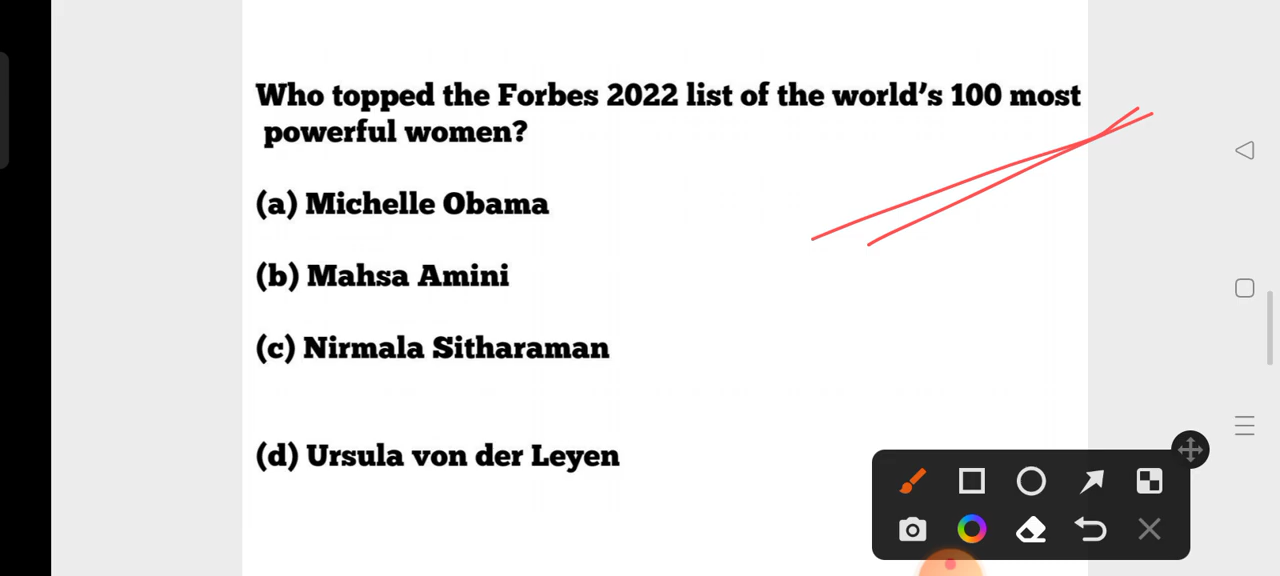 Who topped the Forbes 2022 list of the world's 100 most
powerful women?
(a) Michelle Obama
(b) Mahsa Amini
(c) Nirmala Sitharaman
(d) Ursula von der Leyen